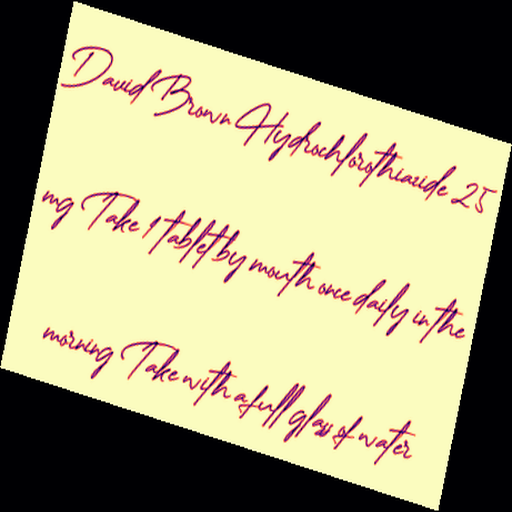 David Brown Hydrochlorothiazide 25
mg Take 1 tablet by mouth once daily in the
morning Take with a full glass of water